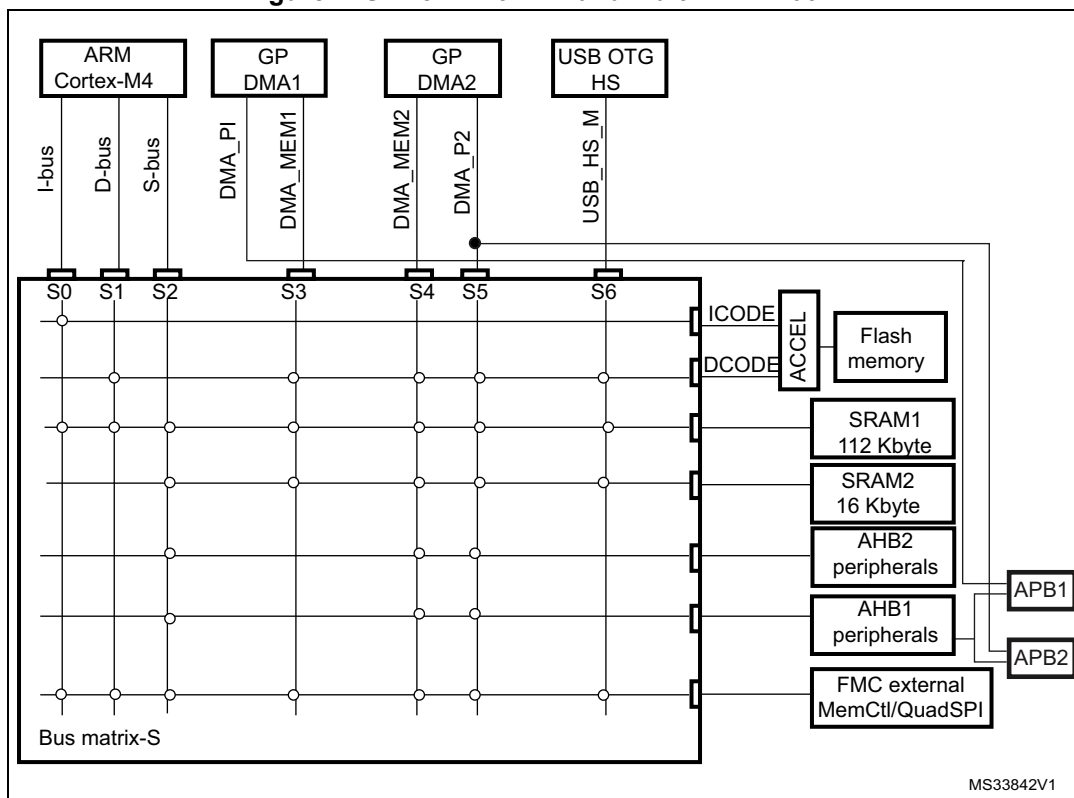 ARM
Cortex-M4
GP
DMA1
GP
DMA2
USB OTG
HS
I-bus
D-bus
S-bus
DMA_PI
DMA_MEM1
DMA_MEM2
DMA_P2
USB_HS_M
S0
S1
S2
S3
S4
S5
S6
ICODE
DCODE
ACCEL
Flash
memory
SRAM1
112 Kbyte
SRAM2
16 Kbyte
AHB2
peripherals
AHB1
peripherals
APB1
APB2
FMC external
MemCtl/QuadSPI
Bus matrix-S
MS33842V1